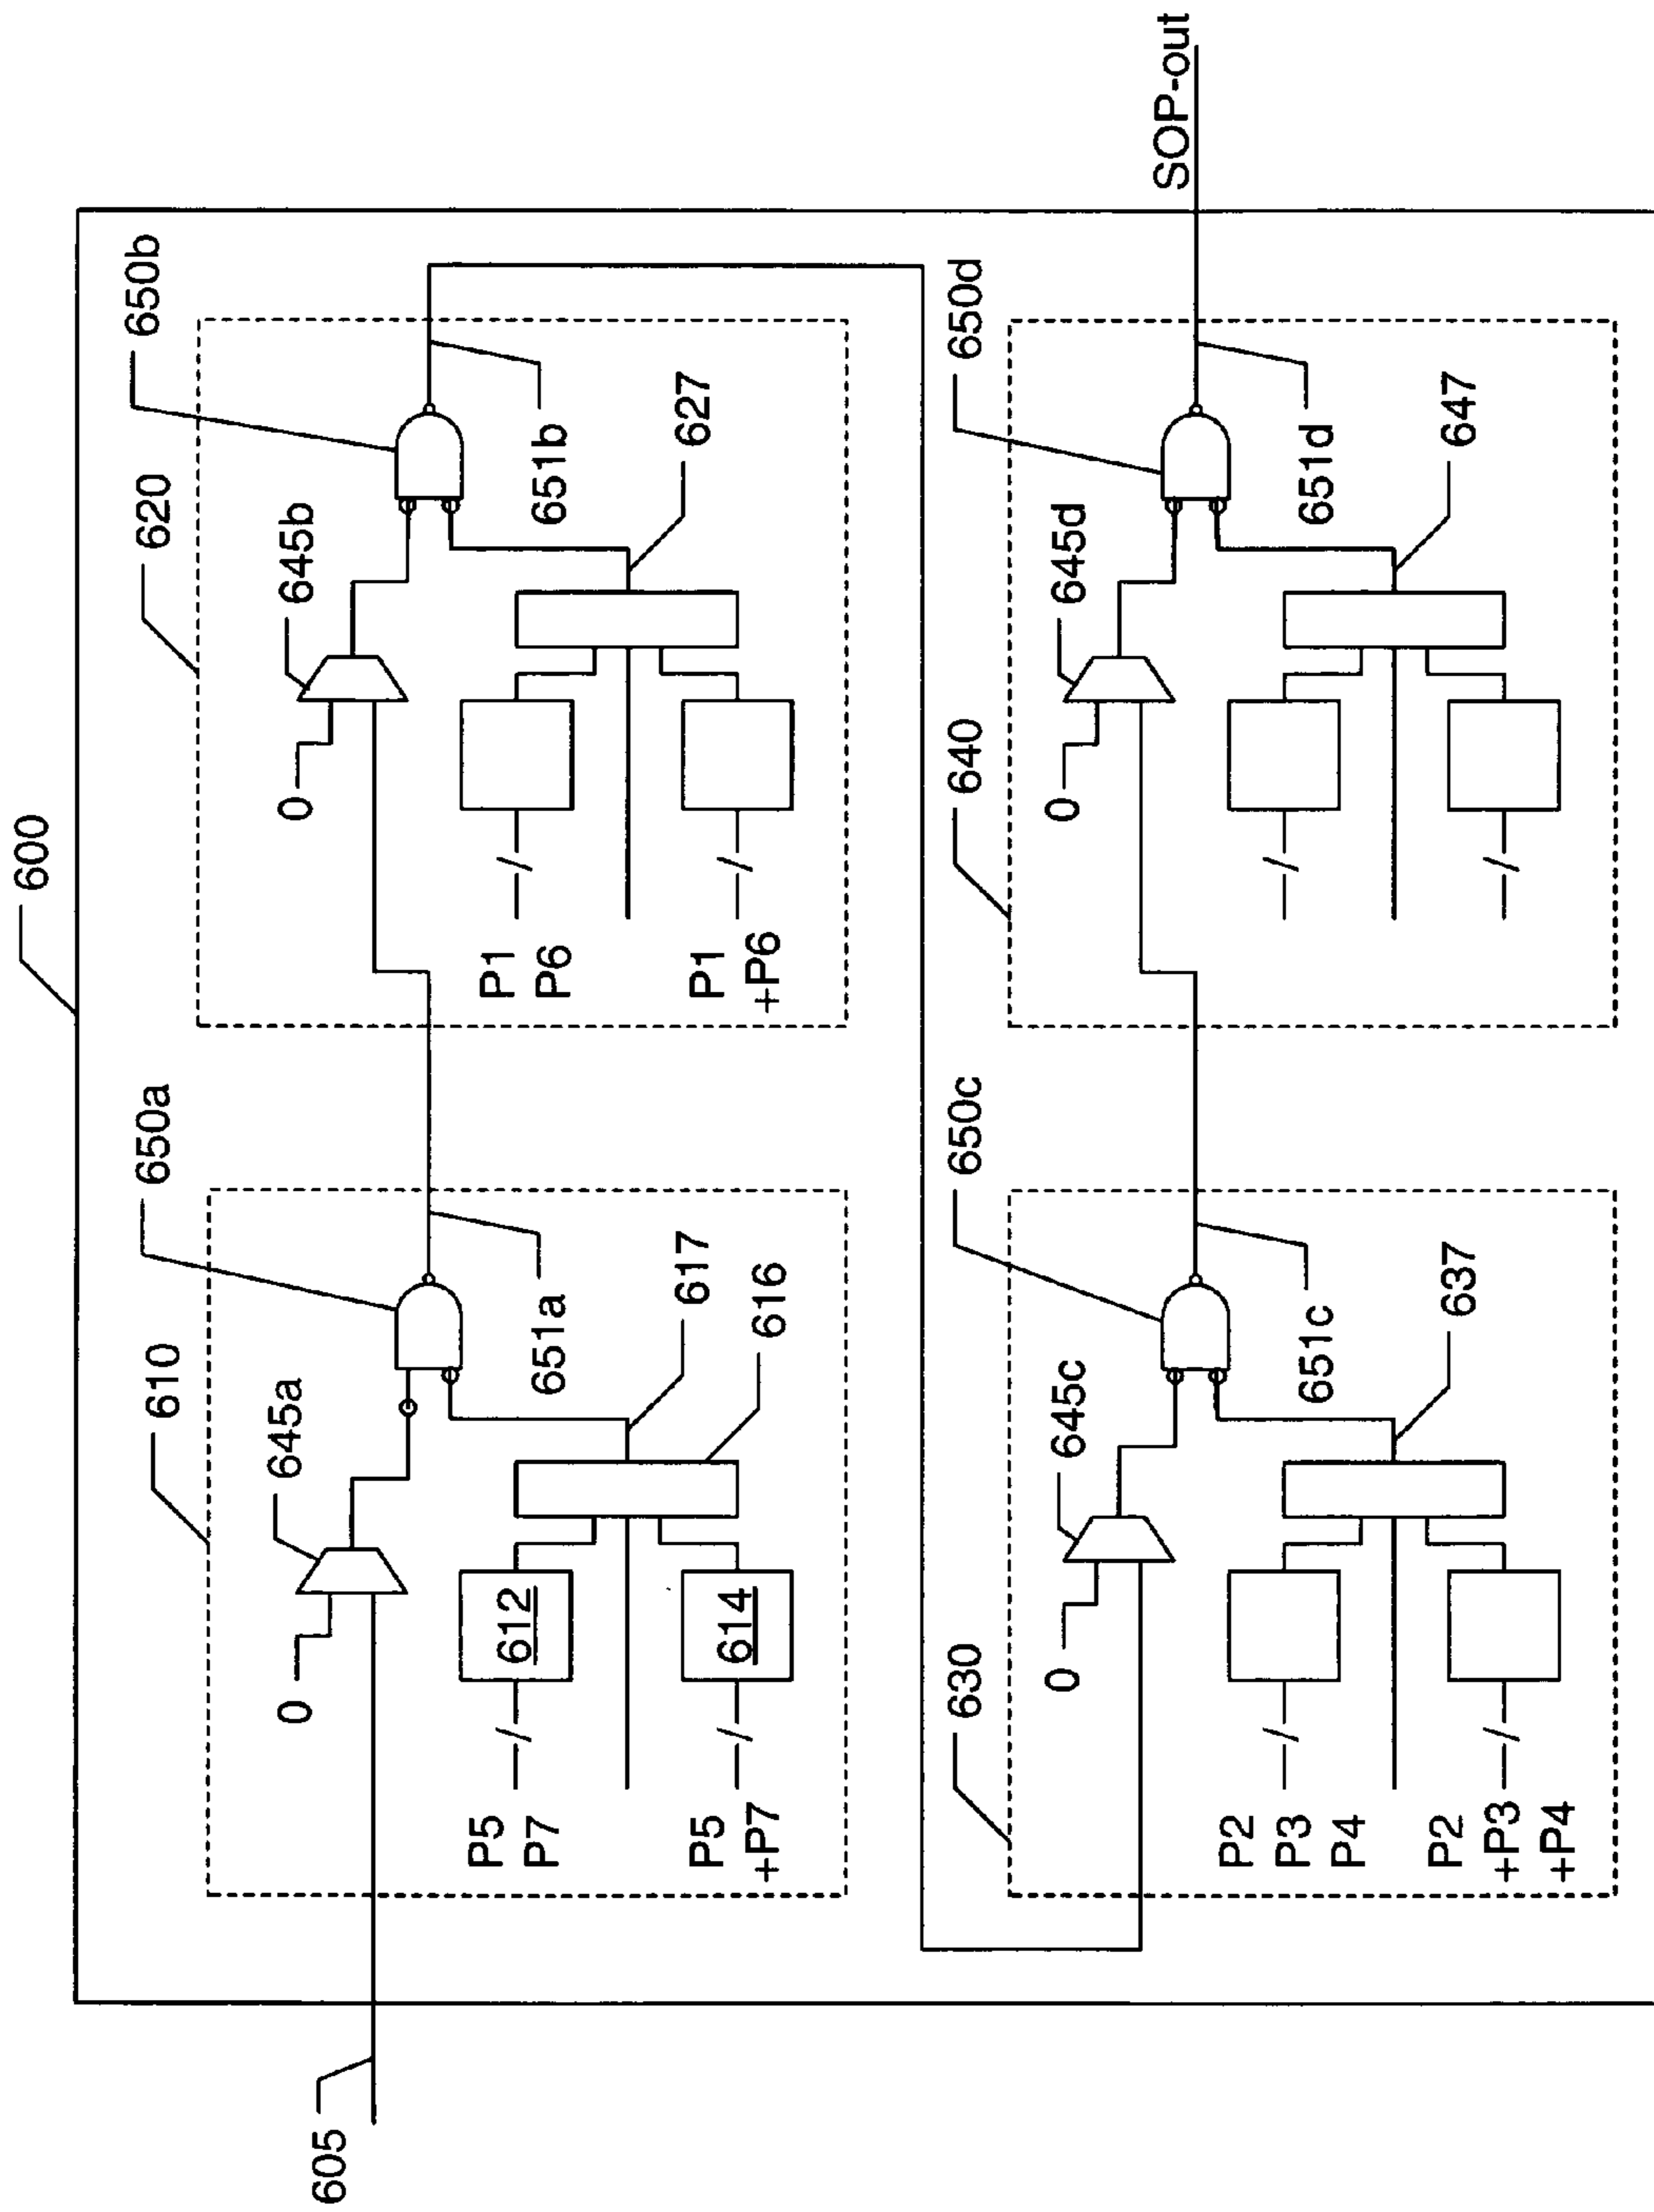 600
610
620
650a
650b
645a
645b
0
0
605
P5
P7
612
P5
+P7
614
651a
617
616
P1
P6
P1
+P6
651b
627
630
640
650c
650d
645c
645d
0
0
P2
P3
P4
P2
+P3
+P4
651c
637
651d
647
SOP-out